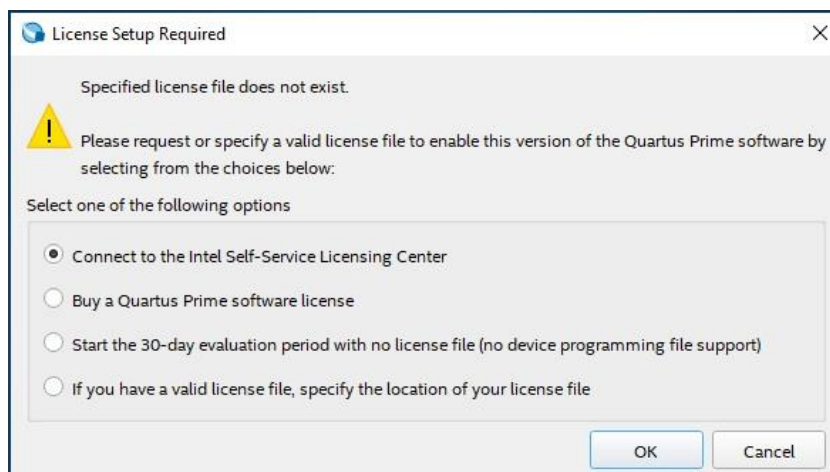 License Setup Required
Specified license file does not exist.
Please request or specify a valid license file to enable this version of the Quartus Prime software by
selecting from the choices below:
Select one of the following options
Connect to the Intel Self-Service Licensing Center
Buy a Quartus Prime software license
Start the 30-day evaluation period with no license file (no device programming file support)
If you have a valid license file, specify the location of your license file
OK
Cancel